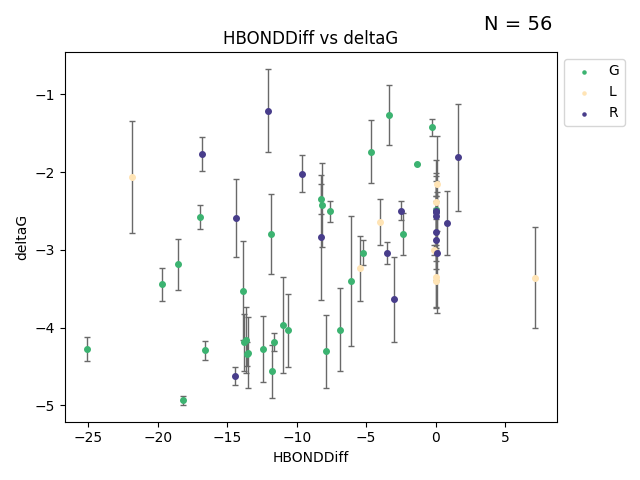 N = 56
HBONDDiff vs deltaG
G
L
R
−1
−2
−3
−4
−5
deltaG
−25 −20 −15 −10 −5 0 5
HBONDDiff